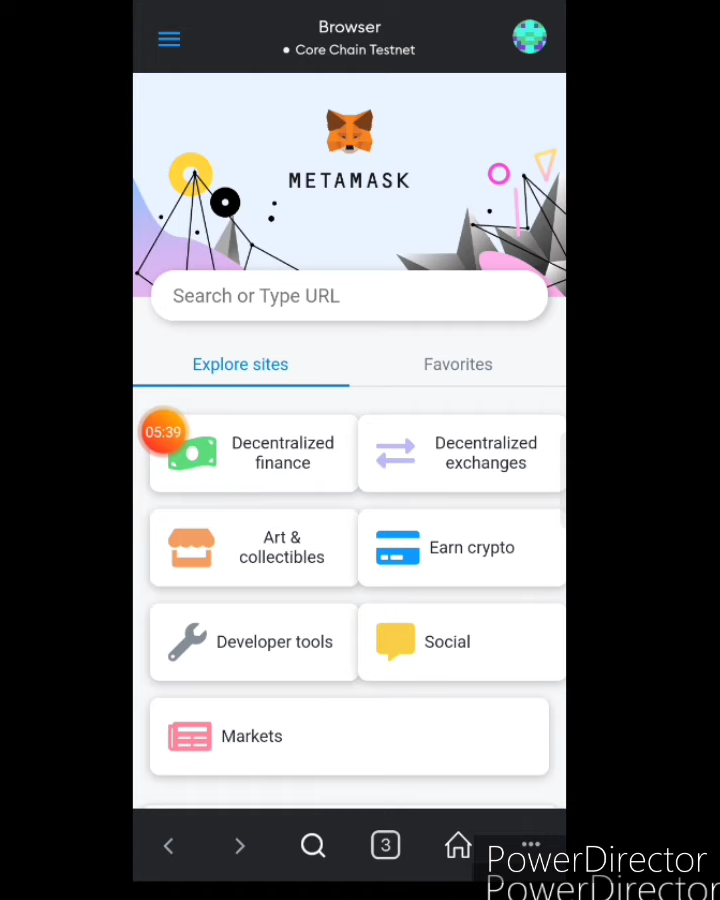 Browser
Core Chain Testnet
METAMASK
Search or Type URL
Explore sites
Favorites
05:39
Decentralized
finance
Decentralized
exchanges
Art &
collectibles
Earn crypto
Developer tools
Social
Markets
3
PowerDirector
PowerDirector